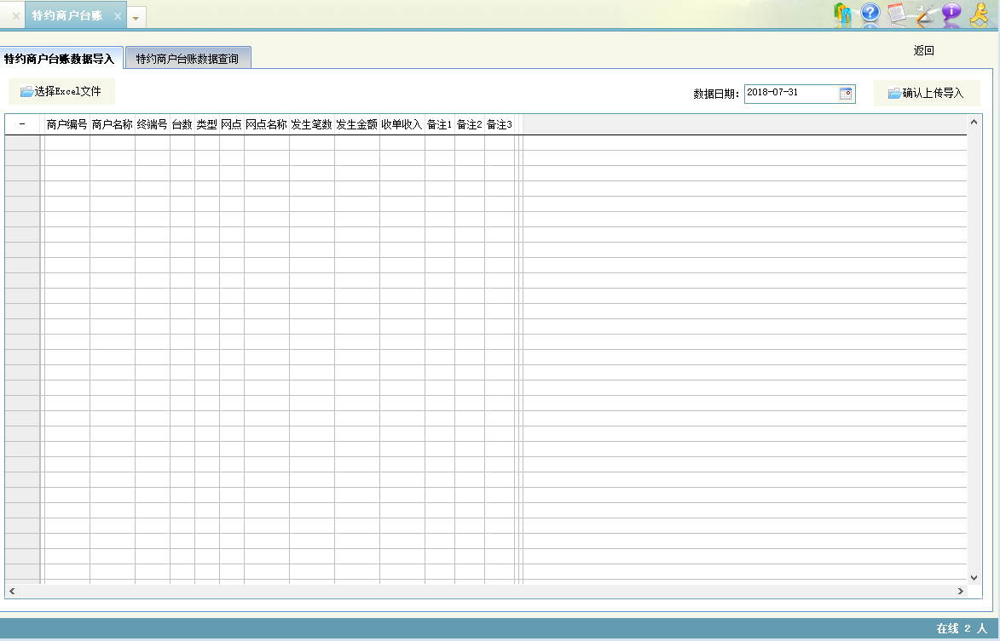 特约商户台账
返回
特约商户台账数据导入 特约商户台账数据查询
选择Excel文件 数据日期: 2018-07-31 确认上传导入
- 商户编号 商户名称 终端号 台数 类型 网点 网点名称 发生笔数 发生金额 收单收入 备注1 备注2 备注3
在线 2 人